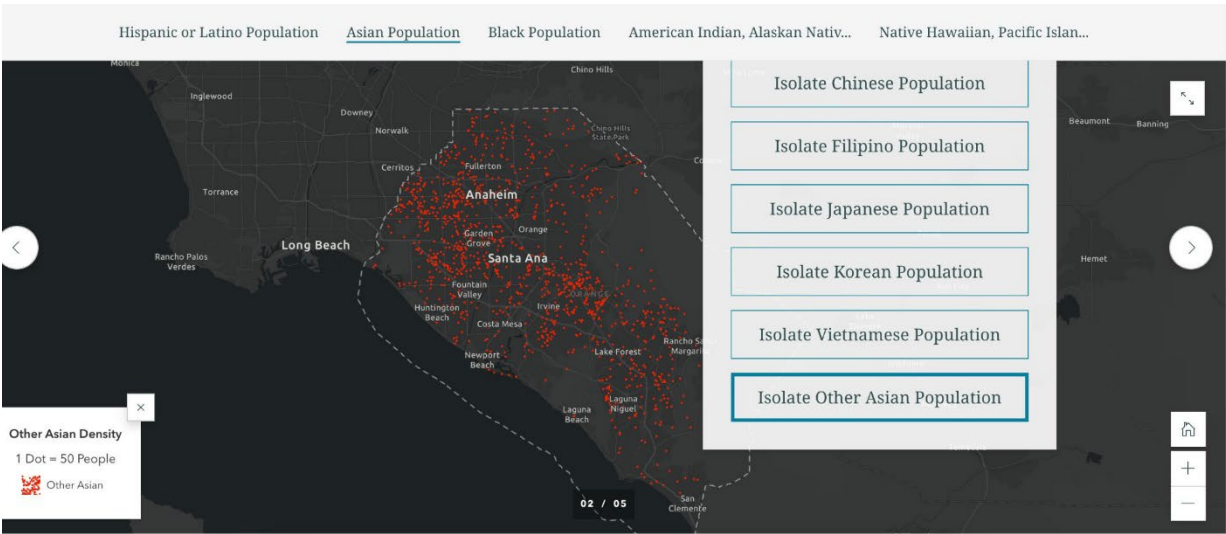 Hispanic or Latino Population
Asian Population
Black Population
American Indian, Alaskan Nativ...
Native Hawaiian, Pacific Islan...
Monica
Chino Hills
Inglewood
Downey
Norwalk
Chino Hills
State Park
Cerritos
Fullerton
Torrance
Anaheim
Garden
Grove
Orange
Long Beach
Santa Ana
Rancho Palos
Verdes
Fountain
Valley
ORANGE
Huntington
Beach
Irvine
Costa Mesa
Newport
Beach
Lake Forest
Rancho Sa
Margari
Laguna
Beach
Laguna
Niguel
San
Clemente
Beaumont
Banning
Hemet
Isolate Chinese Population
Isolate Filipino Population
Isolate Japanese Population
Isolate Korean Population
Isolate Vietnamese Population
Isolate Other Asian Population
Other Asian Density
1 Dot = 50 People
Other Asian
02 / 05